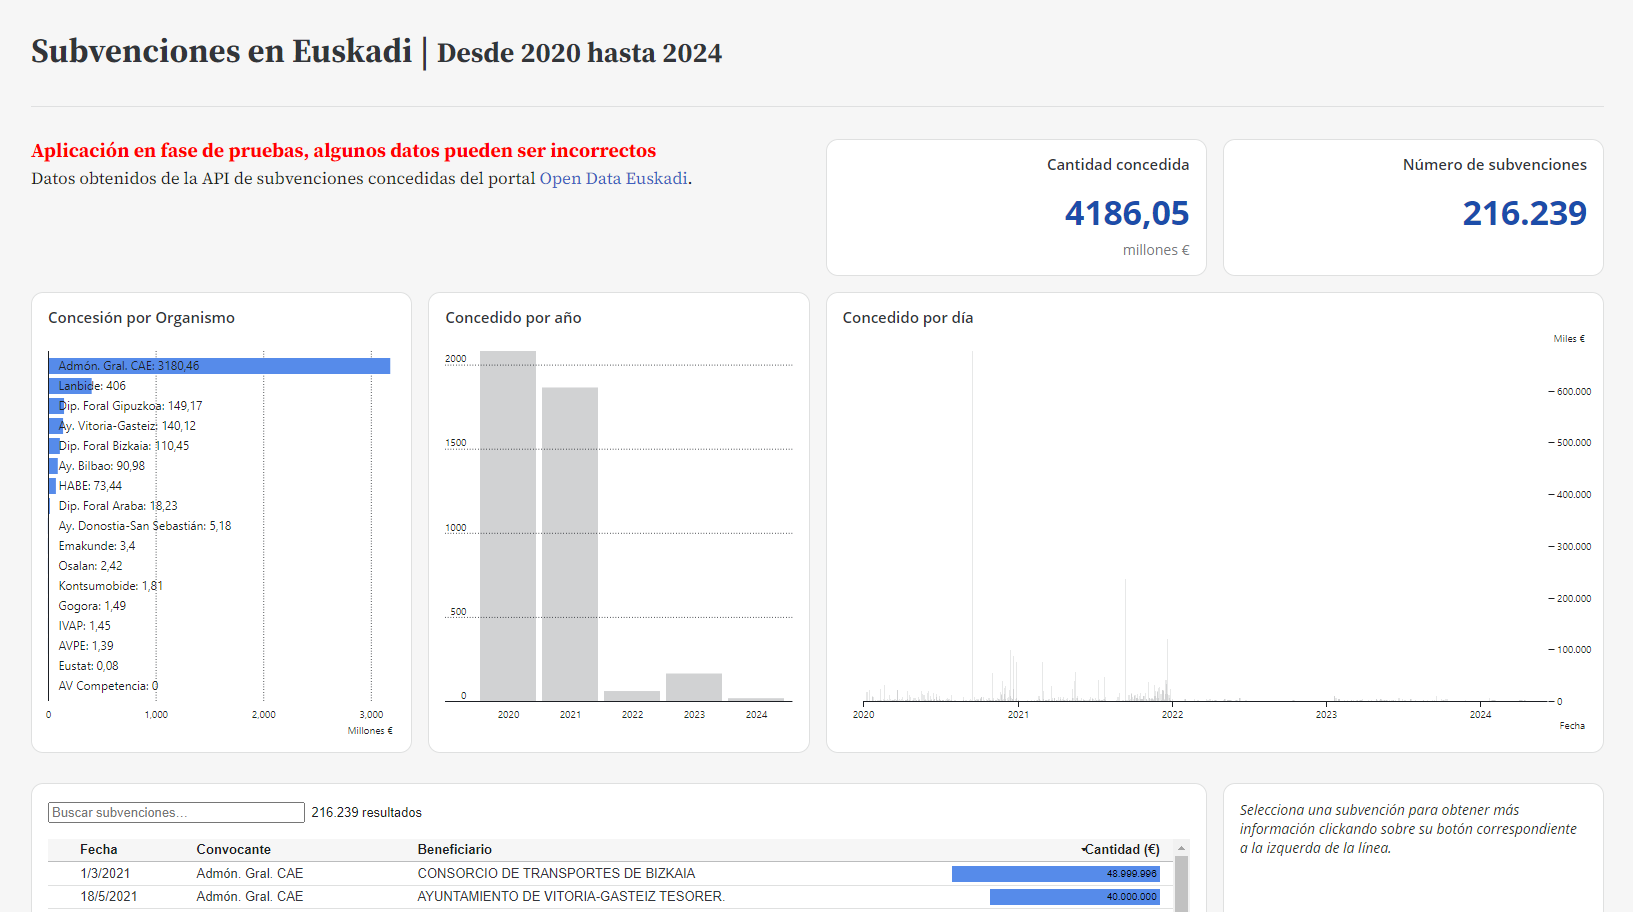 Subvenciones en Euskadi | Desde 2020 hasta 2024
Aplicación en fase de pruebas, algunos datos pueden ser incorrectos
Datos obtenidos de la API de subvenciones concedidas del portal Open Data Euskadi.
Cantidad concedida
4186,05
millones €
Número de subvenciones
216.239
Concesión por Organismo
Admón. Gral. CAE: 3180,46
Lanbide: 406
Dip. Foral Gipuzkoa: 149,17
Ay. Vitoria-Gasteiz: 140,12
Dip. Foral Bizkaia: 110,45
Ay. Bilbao: 90,98
HABE: 73,44
Dip. Foral Araba: 18,23
Ay. Donostia-San Sebastián: 5,18
Emakunde: 3,4
Osalan: 2,42
Kontsumobide: 1,81
Gogora: 1,49
IVAP: 1,45
AVPE: 1,39
Eustat: 0,08
AV Competencia: 0
0 1,000 2,000 3,000
Millones €
Concedido por año
2000
1500
1000
500
0
2020 2021 2022 2023 2024
Concedido por día
Miles €
600.000
500.000
400.000
300.000
200.000
100.000
0
2020 2021 2022 2023 2024
Fecha
Buscar subvenciones... 216.239 resultados
Fecha Convocante Beneficiario Cantidad (€)
1/3/2021 Admón. Gral. CAE CONSORCIO DE TRANSPORTES DE BIZKAIA 48.999.996
18/5/2021 Admón. Gral. CAE AYUNTAMIENTO DE VITORIA-GASTEIZ TESORER. 40.000.000
Selecciona una subvención para obtener más
información clickando sobre su botón correspondiente
a la izquerda de la línea.